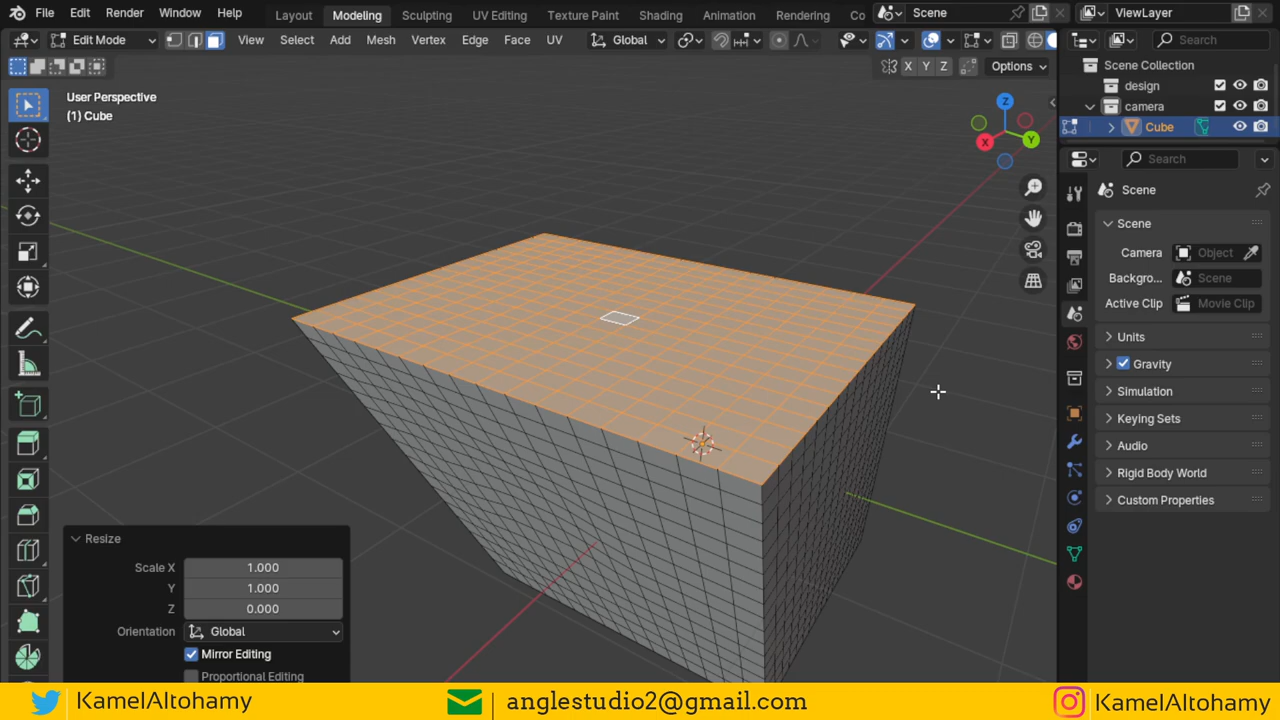 File Edit Render Window Help Layout Modeling Sculpting UV Editing Texture Paint Shading Animation Rendering Co Scene ViewLayer
Edit Mode View Select Add Mesh Vertex Edge Face UV Global Search
X Y Z Options
Scene Collection
design
camera
Cube
User Perspective
(1) Cube
Z
X
Y
Search
Scene
Scene
Camera Object
Backgro... Scene
Active Clip Movie Clip
Units
Gravity
Simulation
Keying Sets
Audio
Rigid Body World
Custom Properties
Resize
Scale X 1.000
Y 1.000
Z 0.000
Orientation Global
Mirror Editing
Proportional Editing
KamelAltohamy anglestudio2@gmail.com KamelAltohamy